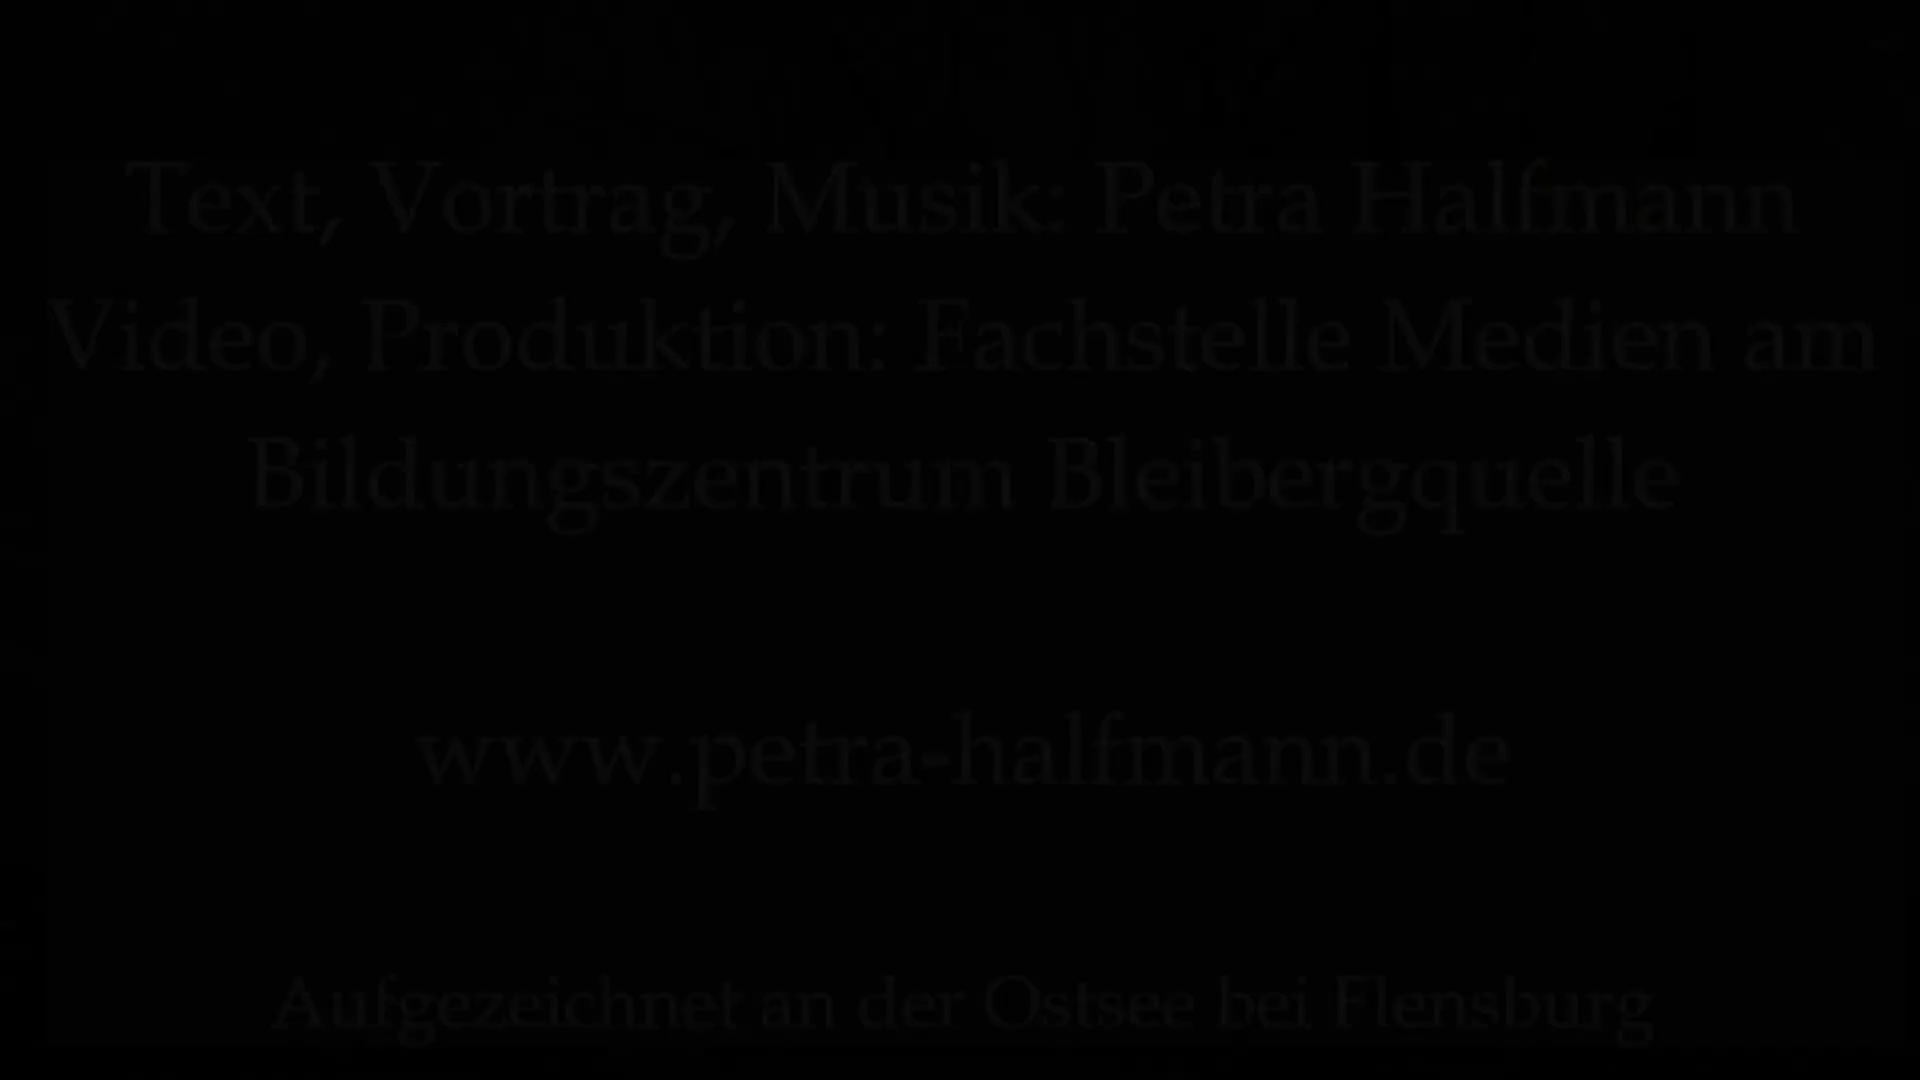 Text, Vortrag, Musik: Petra Halfmann
Video, Produktion: Fachstelle Medien am
Bildungszentrum Bleibergquelle
www.petra-halfmann.de
Aufgezeichnet an der Ostsee bei Flensburg